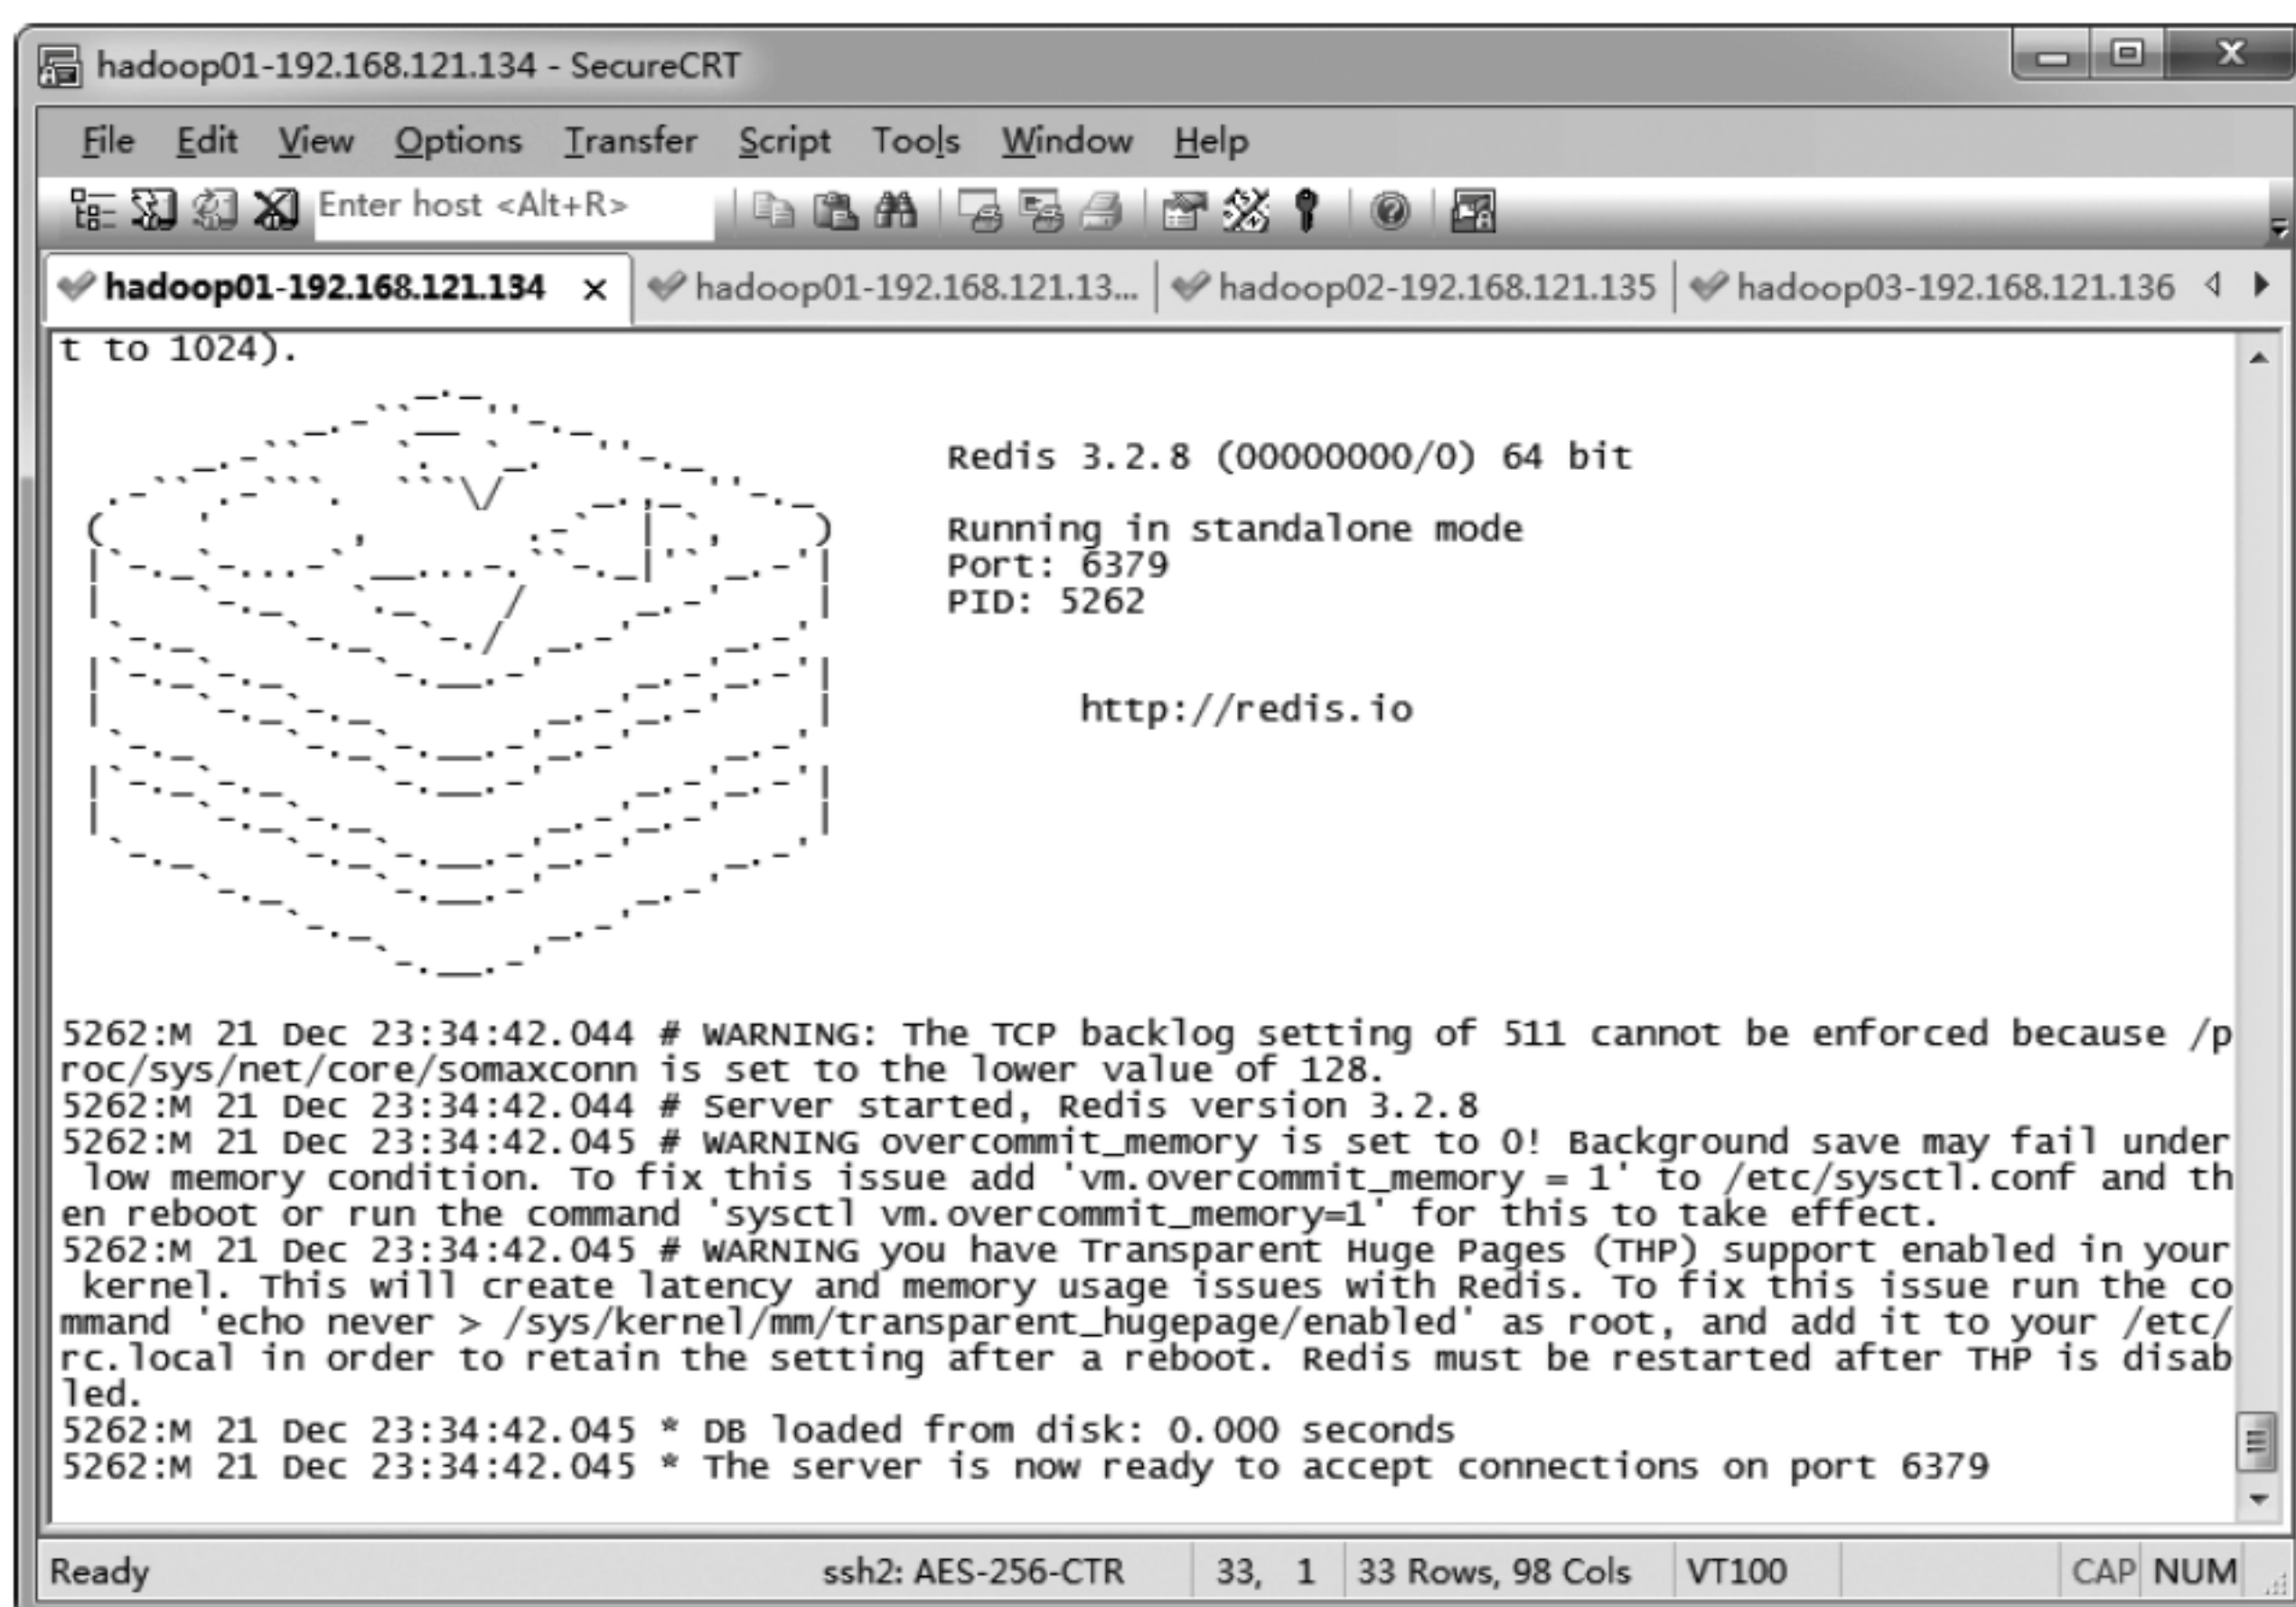 hadoop01-192.168.121.134 - SecureCRT
File Edit View Options Transfer Script Tools Window Help
Enter host <Alt+R>
hadoop01-192.168.121.134 x hadoop01-192.168.121.13... hadoop02-192.168.121.135 hadoop03-192.168.121.136
t to 1024).
Redis 3.2.8 (00000000/0) 64 bit
Running in standalone mode
Port: 6379
PID: 5262
http://redis.io
5262:M 21 Dec 23:34:42.044 # WARNING: The TCP backlog setting of 511 cannot be enforced because /p
roc/sys/net/core/somaxconn is set to the lower value of 128.
5262:M 21 Dec 23:34:42.044 # Server started, Redis version 3.2.8
5262:M 21 Dec 23:34:42.045 # WARNING overcommit_memory is set to 0! Background save may fail under
 low memory condition. To fix this issue add 'vm.overcommit_memory = 1' to /etc/sysctl.conf and th
en reboot or run the command 'sysctl vm.overcommit_memory=1' for this to take effect.
5262:M 21 Dec 23:34:42.045 # WARNING you have Transparent Huge Pages (THP) support enabled in your
 kernel. This will create latency and memory usage issues with Redis. To fix this issue run the co
mmand 'echo never > /sys/kernel/mm/transparent_hugepage/enabled' as root, and add it to your /etc/
rc.local in order to retain the setting after a reboot. Redis must be restarted after THP is disab
led.
5262:M 21 Dec 23:34:42.045 * DB loaded from disk: 0.000 seconds
5262:M 21 Dec 23:34:42.045 * The server is now ready to accept connections on port 6379
Ready ssh2: AES-256-CTR 33, 1 33 Rows, 98 Cols VT100 CAP NUM